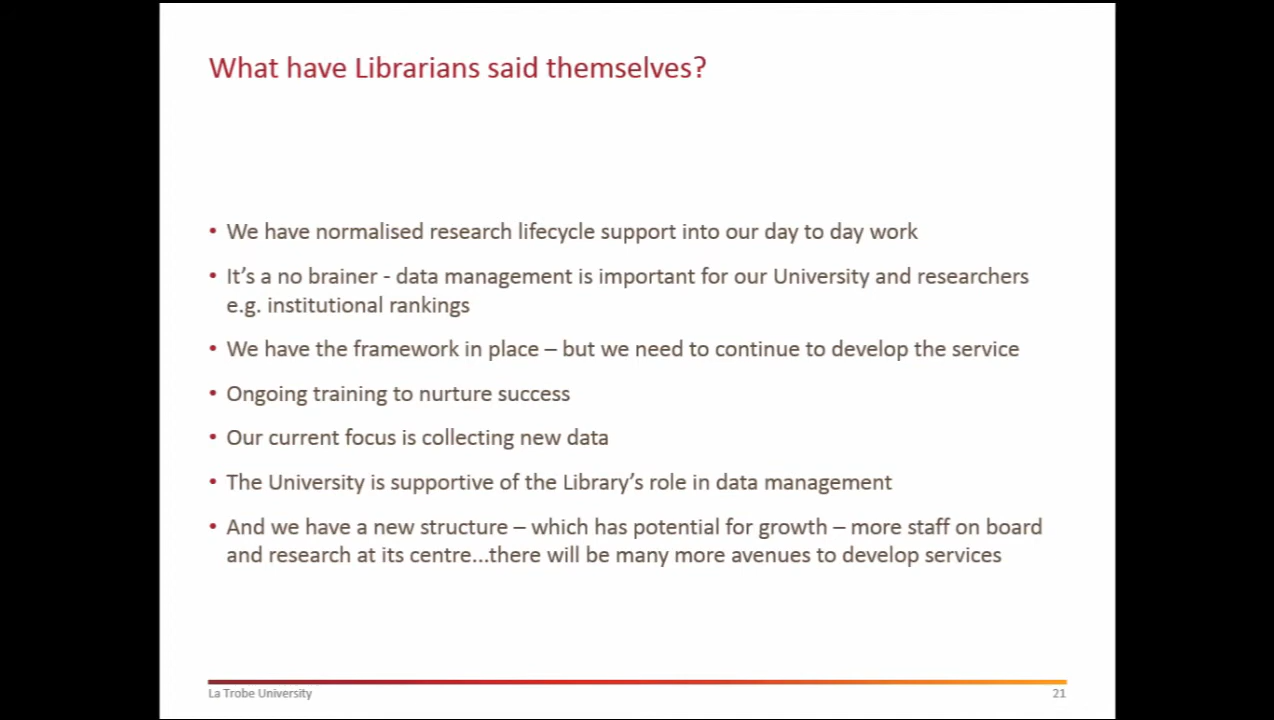 What have Librarians said themselves?
• We have normalised research lifecycle support into our day to day work
• It's a no brainer - data management is important for our University and researchers
e.g. institutional rankings
• We have the framework in place – but we need to continue to develop the service
• Ongoing training to nurture success
• Our current focus is collecting new data
• The University is supportive of the Library's role in data management
• And we have a new structure – which has potential for growth – more staff on board
and research at its centre...there will be many more avenues to develop services
La Trobe University
21